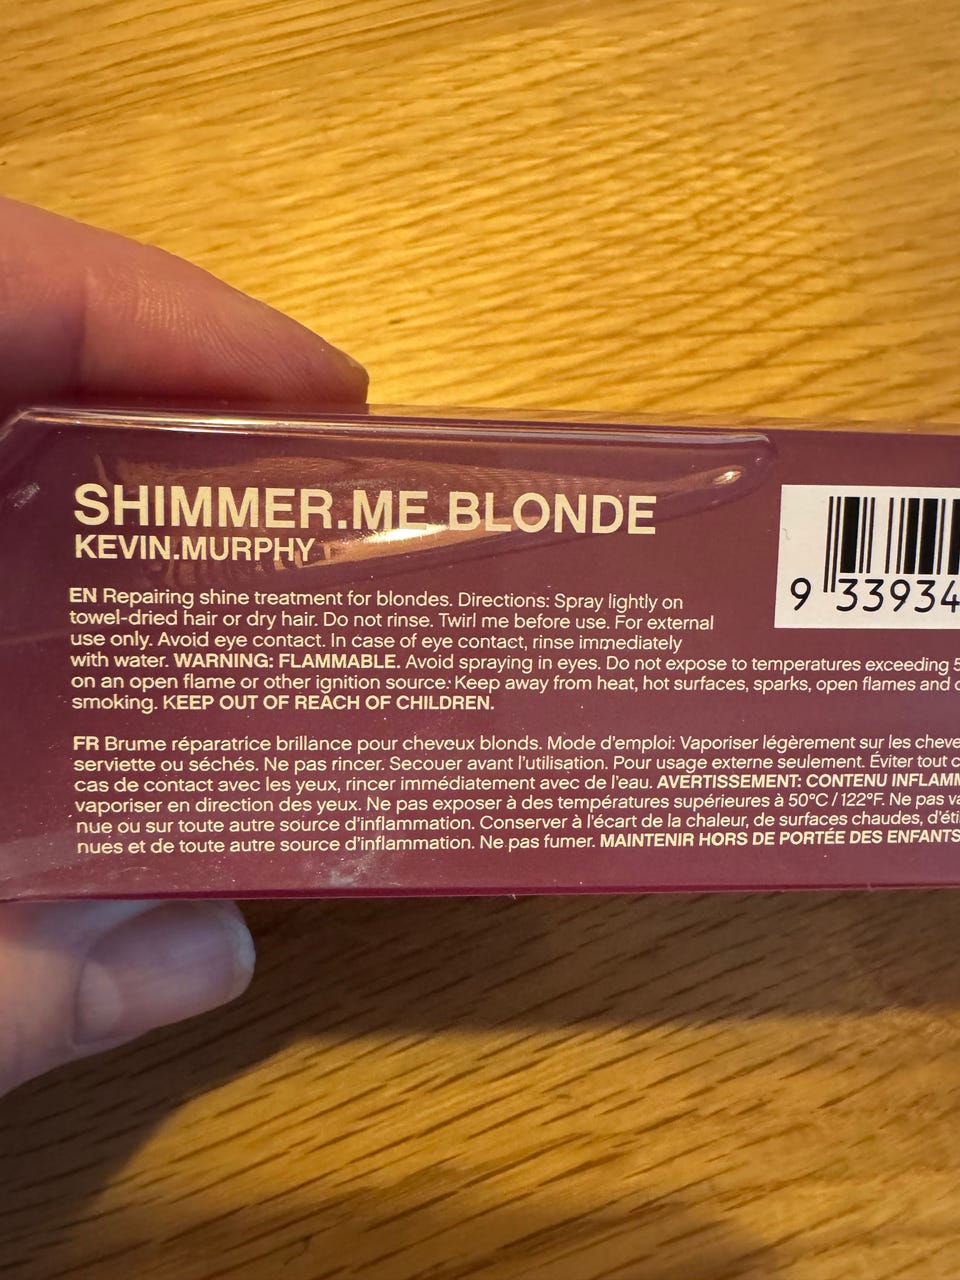 SHIMMER.ME BLONDE
KEVIN.MURPHY
EN Repairing shine treatment for blondes. Directions: Spray lightly on
towel-dried hair or dry hair. Do not rinse. Twirl me before use. For external
use only. Avoid eye contact. In case of eye contact, rinse immediately
with water. WARNING: FLAMMABLE. Avoid spraying in eyes. Do not expose to temperatures exceeding 5
on an open flame or other ignition source. Keep away from heat, hot surfaces, sparks, open flames and o
smoking. KEEP OUT OF REACH OF CHILDREN.
FR Brume réparatrice brillance pour cheveux blonds. Mode d'emploi: Vaporiser légèrement sur les cheve
serviette ou séchés. Ne pas rincer. Secouer avant l'utilisation. Pour usage externe seulement. Éviter tout c
cas de contact avec les yeux, rincer immédiatement avec de l'eau. AVERTISSEMENT: CONTENU INFLAMM
vaporiser en direction des yeux. Ne pas exposer à des températures supérieures à 50°C / 122°F. Ne pas va
nue ou sur toute autre source d'inflammation. Conserver à l'écart de la chaleur, de surfaces chaudes, d'éti
nues et de toute autre source d'inflammation. Ne pas fumer. MAINTENIR HORS DE PORTÉE DES ENFANTS
9 33934